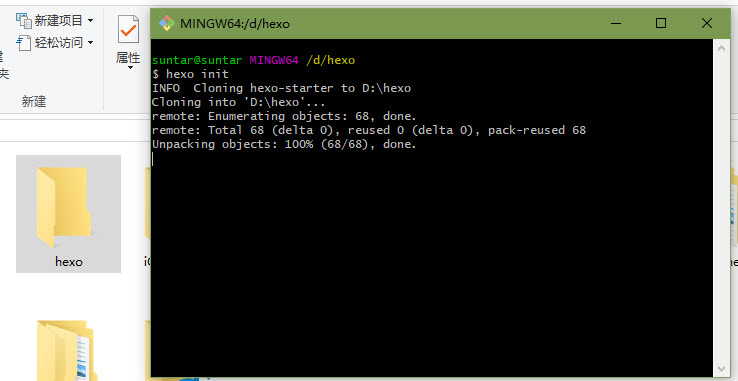 新建项目
轻松访问
夹
属性
新建
MINGW64:/d/hexo
suntar@suntar MINGW64 /d/hexo
$ hexo init
INFO  Cloning hexo-starter to D:\hexo
Cloning into 'D:\hexo'...
remote: Enumerating objects: 68, done.
remote: Total 68 (delta 0), reused 0 (delta 0), pack-reused 68
Unpacking objects: 100% (68/68), done.
hexo